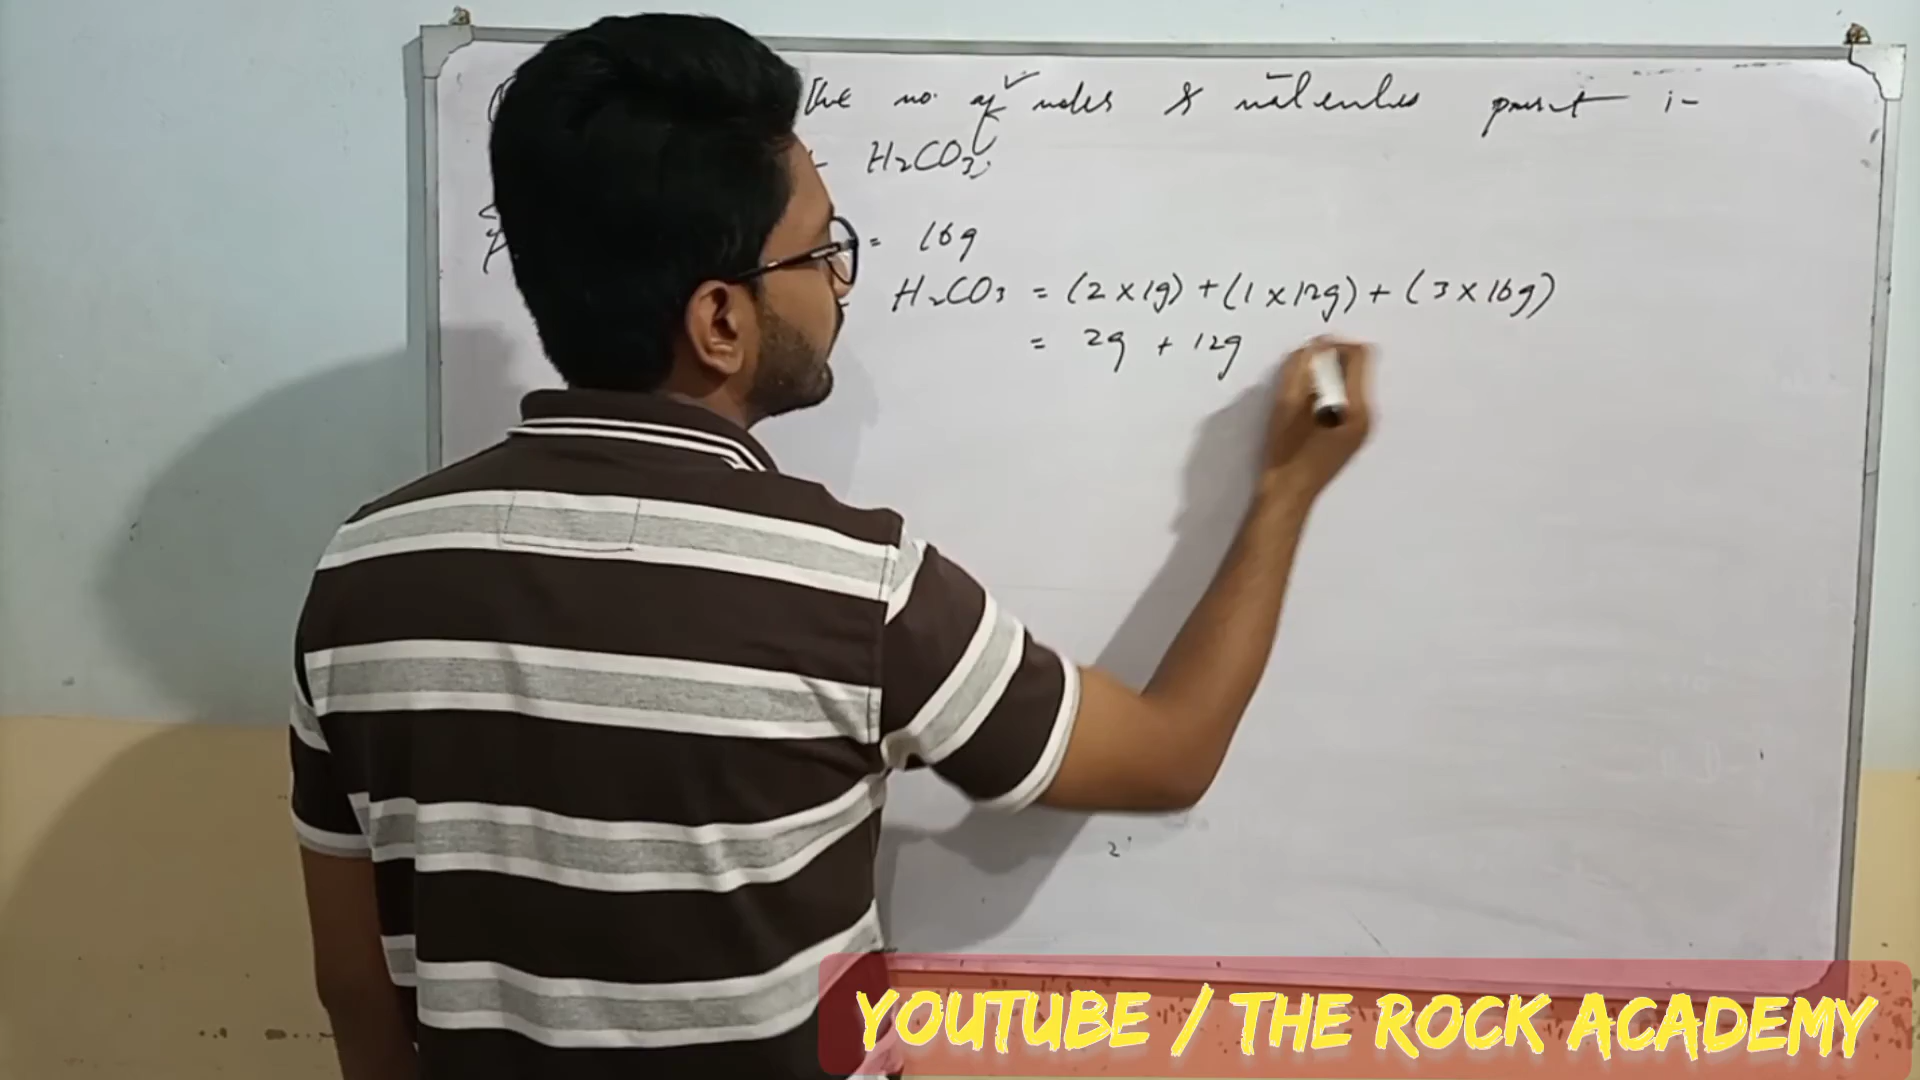 the no. of moles & molecules present i-
H₂CO₃,
= 16g
H₂CO₃ = (2 x 1g) + (1 x 12g) + (3 x 16g)
= 2g + 12g
2
YOUTUBE / THE ROCK ACADEMY